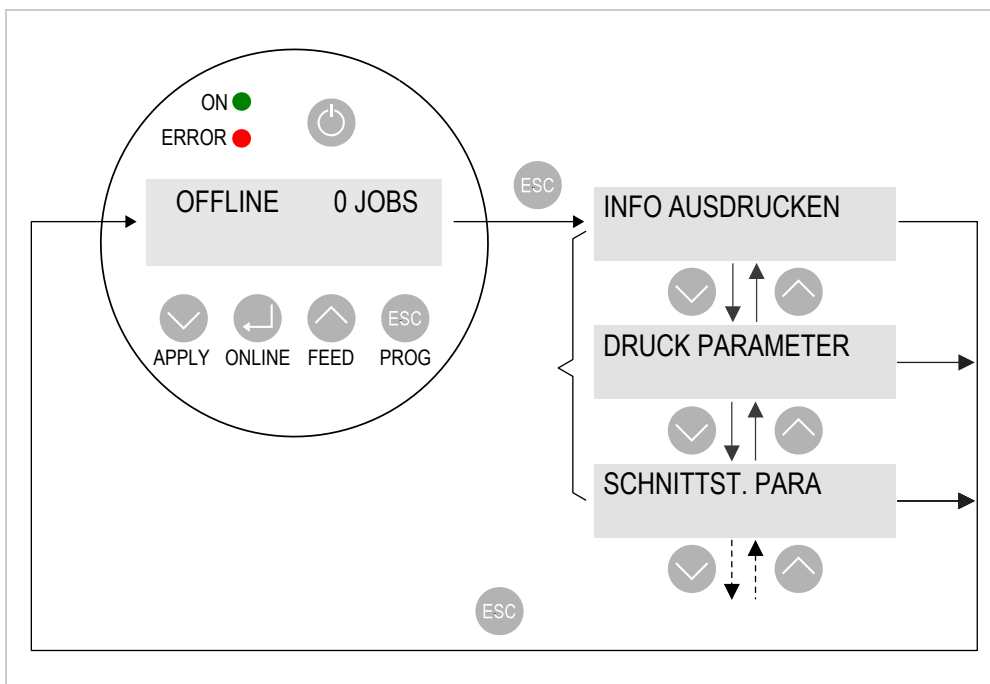 ON
ERROR
OFFLINE 0 JOBS
APPLY ONLINE FEED PROG
ESC
ESC
INFO AUSDRUCKEN
DRUCK PARAMETER
SCHNITTST. PARA
ESC